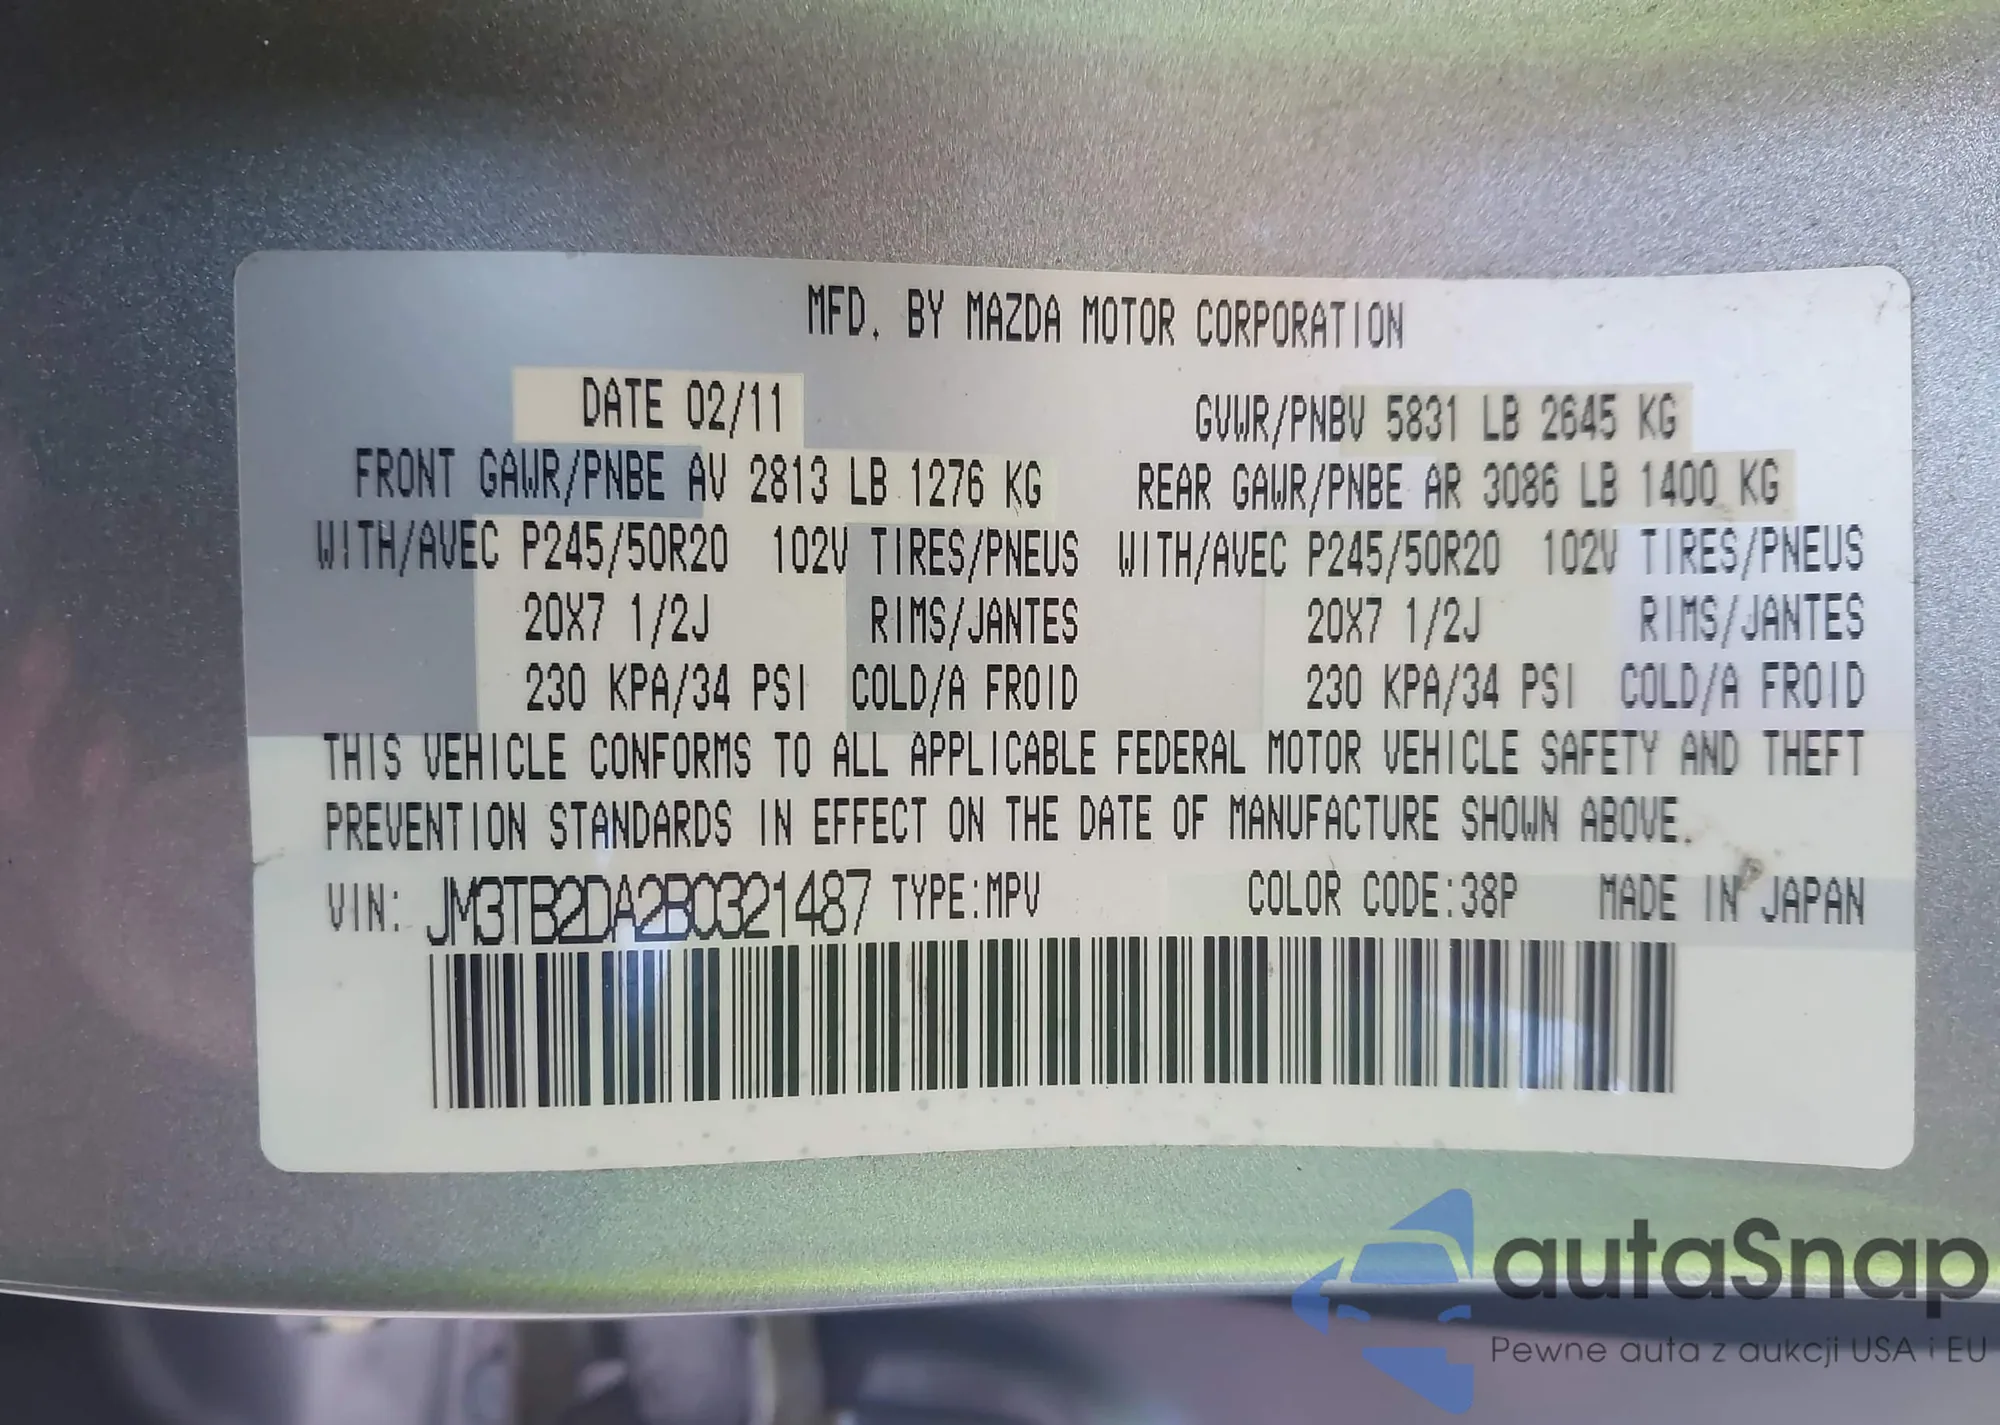 MFD. BY MAZDA MOTOR CORPORATION
DATE 02/11 GVWR/PNBV 5831 LB 2645 KG
FRONT GAWR/PNBE AV 2813 LB 1276 KG REAR GAWR/PNBE AR 3086 LB 1400 KG
WITH/AVEC P245/50R20 102V TIRES/PNEUS WITH/AVEC P245/50R20 102V TIRES/PNEUS
20X7 1/2J RIMS/JANTES 20X7 1/2J RIMS/JANTES
230 KPA/34 PSI COLD/A FROID 230 KPA/34 PSI COLD/A FROID
THIS VEHICLE CONFORMS TO ALL APPLICABLE FEDERAL MOTOR VEHICLE SAFETY AND THEFT
PREVENTION STANDARDS IN EFFECT ON THE DATE OF MANUFACTURE SHOWN ABOVE.
VIN: JM3TB2DA2B0321487 TYPE:MPV COLOR CODE:38P MADE IN JAPAN
autaSnap
Pewne auta z aukcji USA i EU